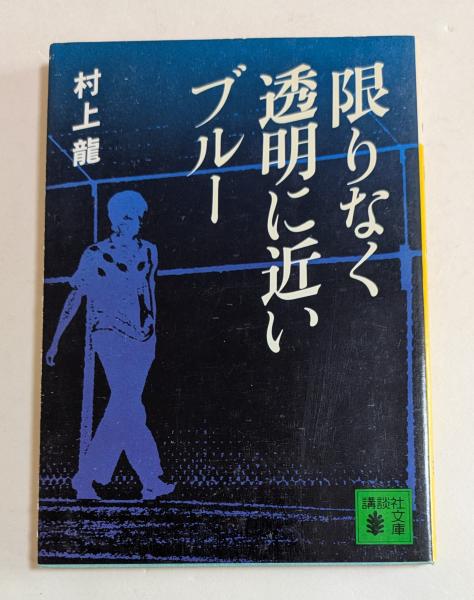 限りなく
透明に近い
ブルー
村上龍
講談社
文庫